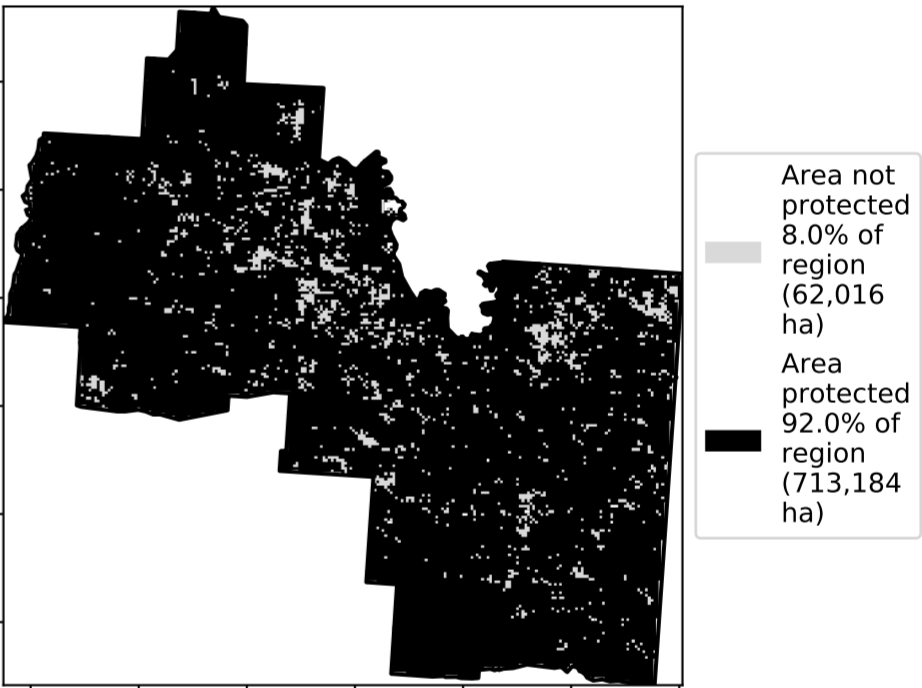 Area not
protected
8.0% of
region
(62,016
ha)
Area
protected
92.0% of
region
(713,184
ha)